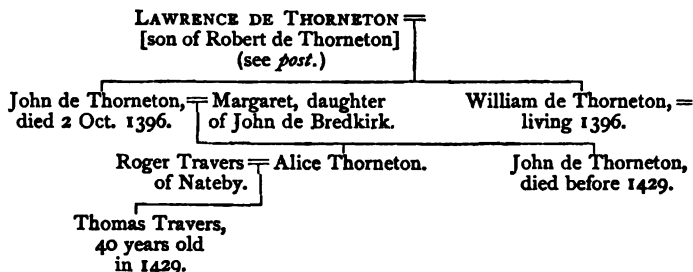 LAWRENCE DE THORNETON =
[son of Robert de Thorneton]
(see post.)
John de Thorneton, = Margaret, daughter
died 2 Oct. 1396. of John de Bredkirk.
William de Thorneton, =
living 1396.
Roger Travers = Alice Thorneton.
of Nateby.
John de Thorneton,
died before 1429.
Thomas Travers,
40 years old
in 1429.